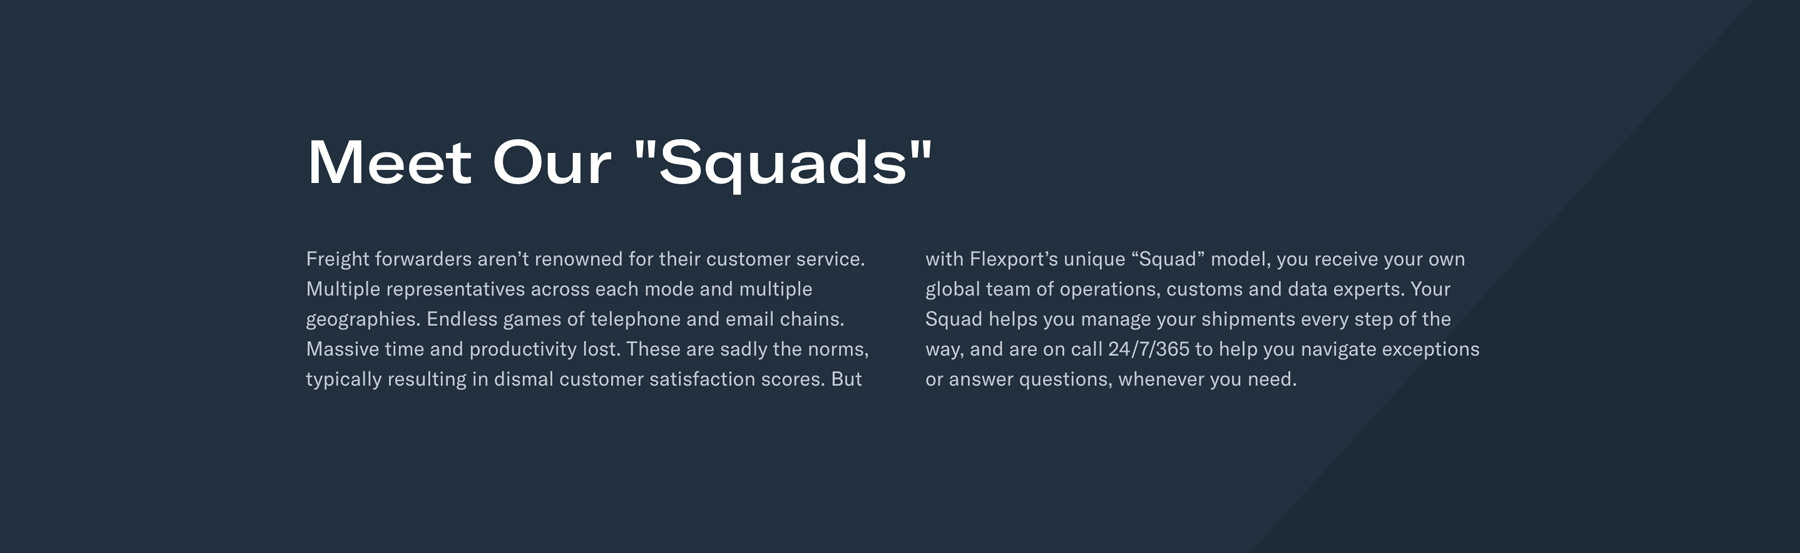 Meet Our "Squads"
Freight forwarders aren’t renowned for their customer service.
Multiple representatives across each mode and multiple
geographies. Endless games of telephone and email chains.
Massive time and productivity lost. These are sadly the norms,
typically resulting in dismal customer satisfaction scores. But
with Flexport’s unique “Squad” model, you receive your own
global team of operations, customs and data experts. Your
Squad helps you manage your shipments every step of the
way, and are on call 24/7/365 to help you navigate exceptions
or answer questions, whenever you need.